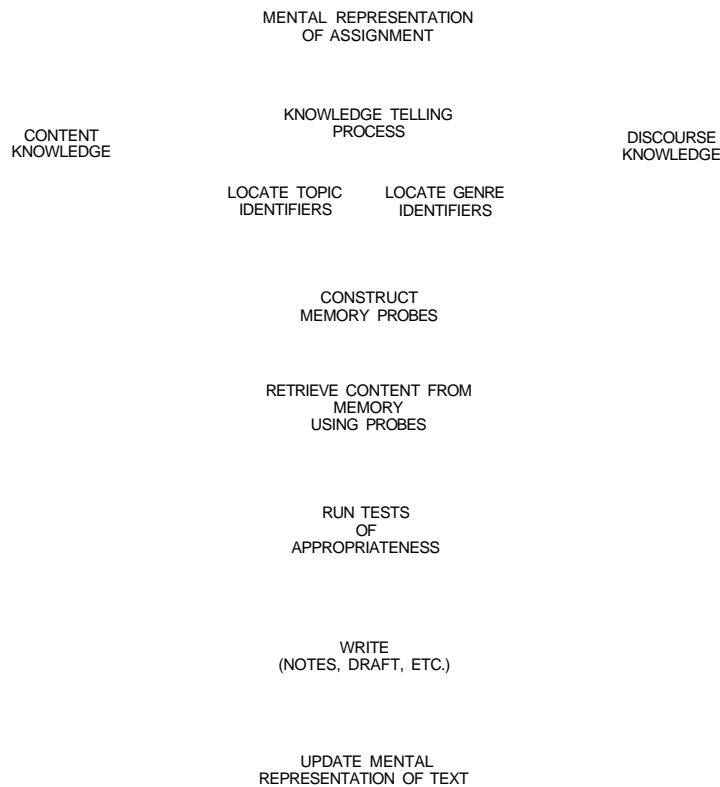 MENTAL REPRESENTATION
OF ASSIGNMENT
KNOWLEDGE TELLING
PROCESS
CONTENT
KNOWLEDGE
DISCOURSE
KNOWLEDGE
LOCATE TOPIC
IDENTIFIERS
LOCATE GENRE
IDENTIFIERS
CONSTRUCT
MEMORY PROBES
RETRIEVE CONTENT FROM
MEMORY
USING PROBES
RUN TESTS
OF
APPROPRIATENESS
WRITE
(NOTES, DRAFT, ETC.)
UPDATE MENTAL
REPRESENTATION OF TEXT